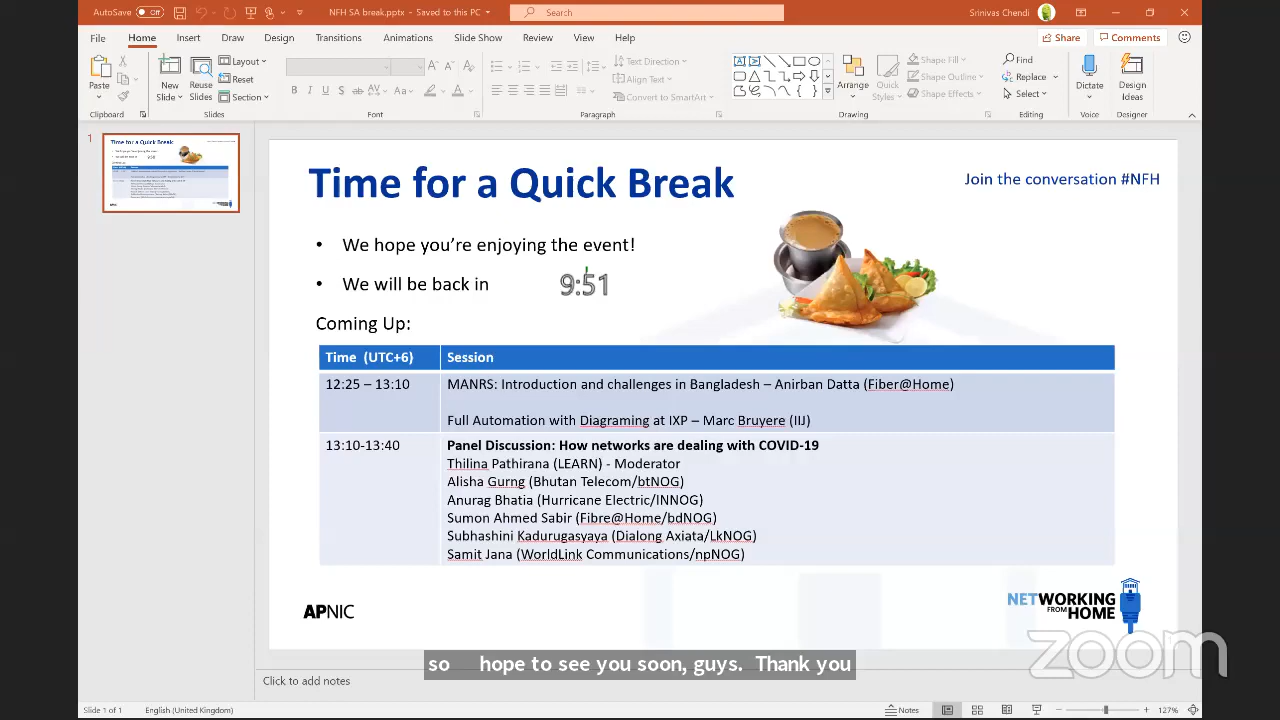 AutoSave Off NFH SA break.pptx - Saved to this PC Search Srinivas Chendi
File Home Insert Draw Design Transitions Animations Slide Show Review View Help Share Comments
Paste New Slide Reuse Slides Layout Reset Section
Text Direction Align Text Convert to SmartArt
Arrange Quick Styles Shape Fill Shape Outline Shape Effects
Find Replace Select Dictate Design Ideas
Clipboard Slides Font Paragraph Drawing Editing Voice Designer
1
Time for a Quick Break
Join the conversation #NFH
• We hope you're enjoying the event!
• We will be back in 9:51
Coming Up:
Time (UTC+6) Session
12:25 – 13:10 MANRS: Introduction and challenges in Bangladesh – Anirban Datta (Fiber@Home)
Full Automation with Diagraming at IXP – Marc Bruyere (IIJ)
13:10-13:40 Panel Discussion: How networks are dealing with COVID-19
Thilina Pathirana (LEARN) - Moderator
Alisha Gurng (Bhutan Telecom/btNOG)
Anurag Bhatia (Hurricane Electric/INNOG)
Sumon Ahmed Sabir (Fibre@Home/bdNOG)
Subhashini Kadurugasyaya (Dialong Axiata/LkNOG)
Samit Jana (WorldLink Communications/npNOG)
APNIC
NETWORKING
FROM HOME
zoom
so hope to see you soon, guys. Thank you
Click to add notes
Slide 1 of 1 English (United Kingdom) Notes 127%